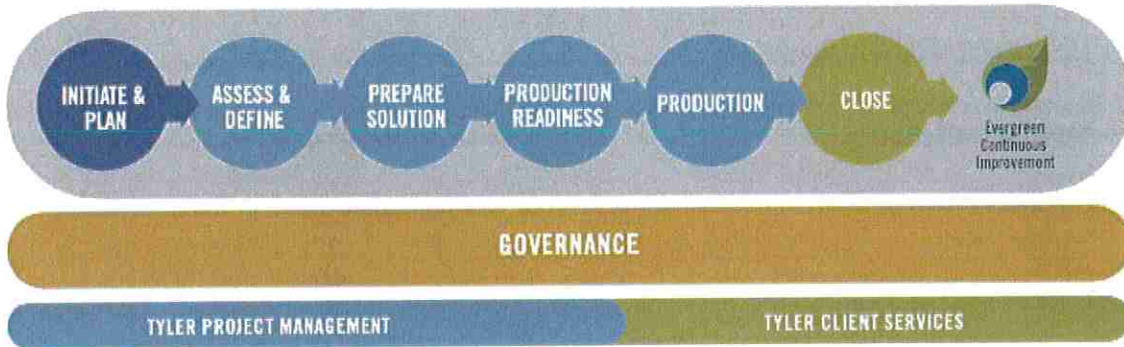 INITIATE &
PLAN
ASSESS &
DEFINE
PREPARE
SOLUTION
PRODUCTION
READINESS
PRODUCTION
CLOSE
Evergreen
Continuous
Improvement
GOVERNANCE
TYLER PROJECT MANAGEMENT
TYLER CLIENT SERVICES